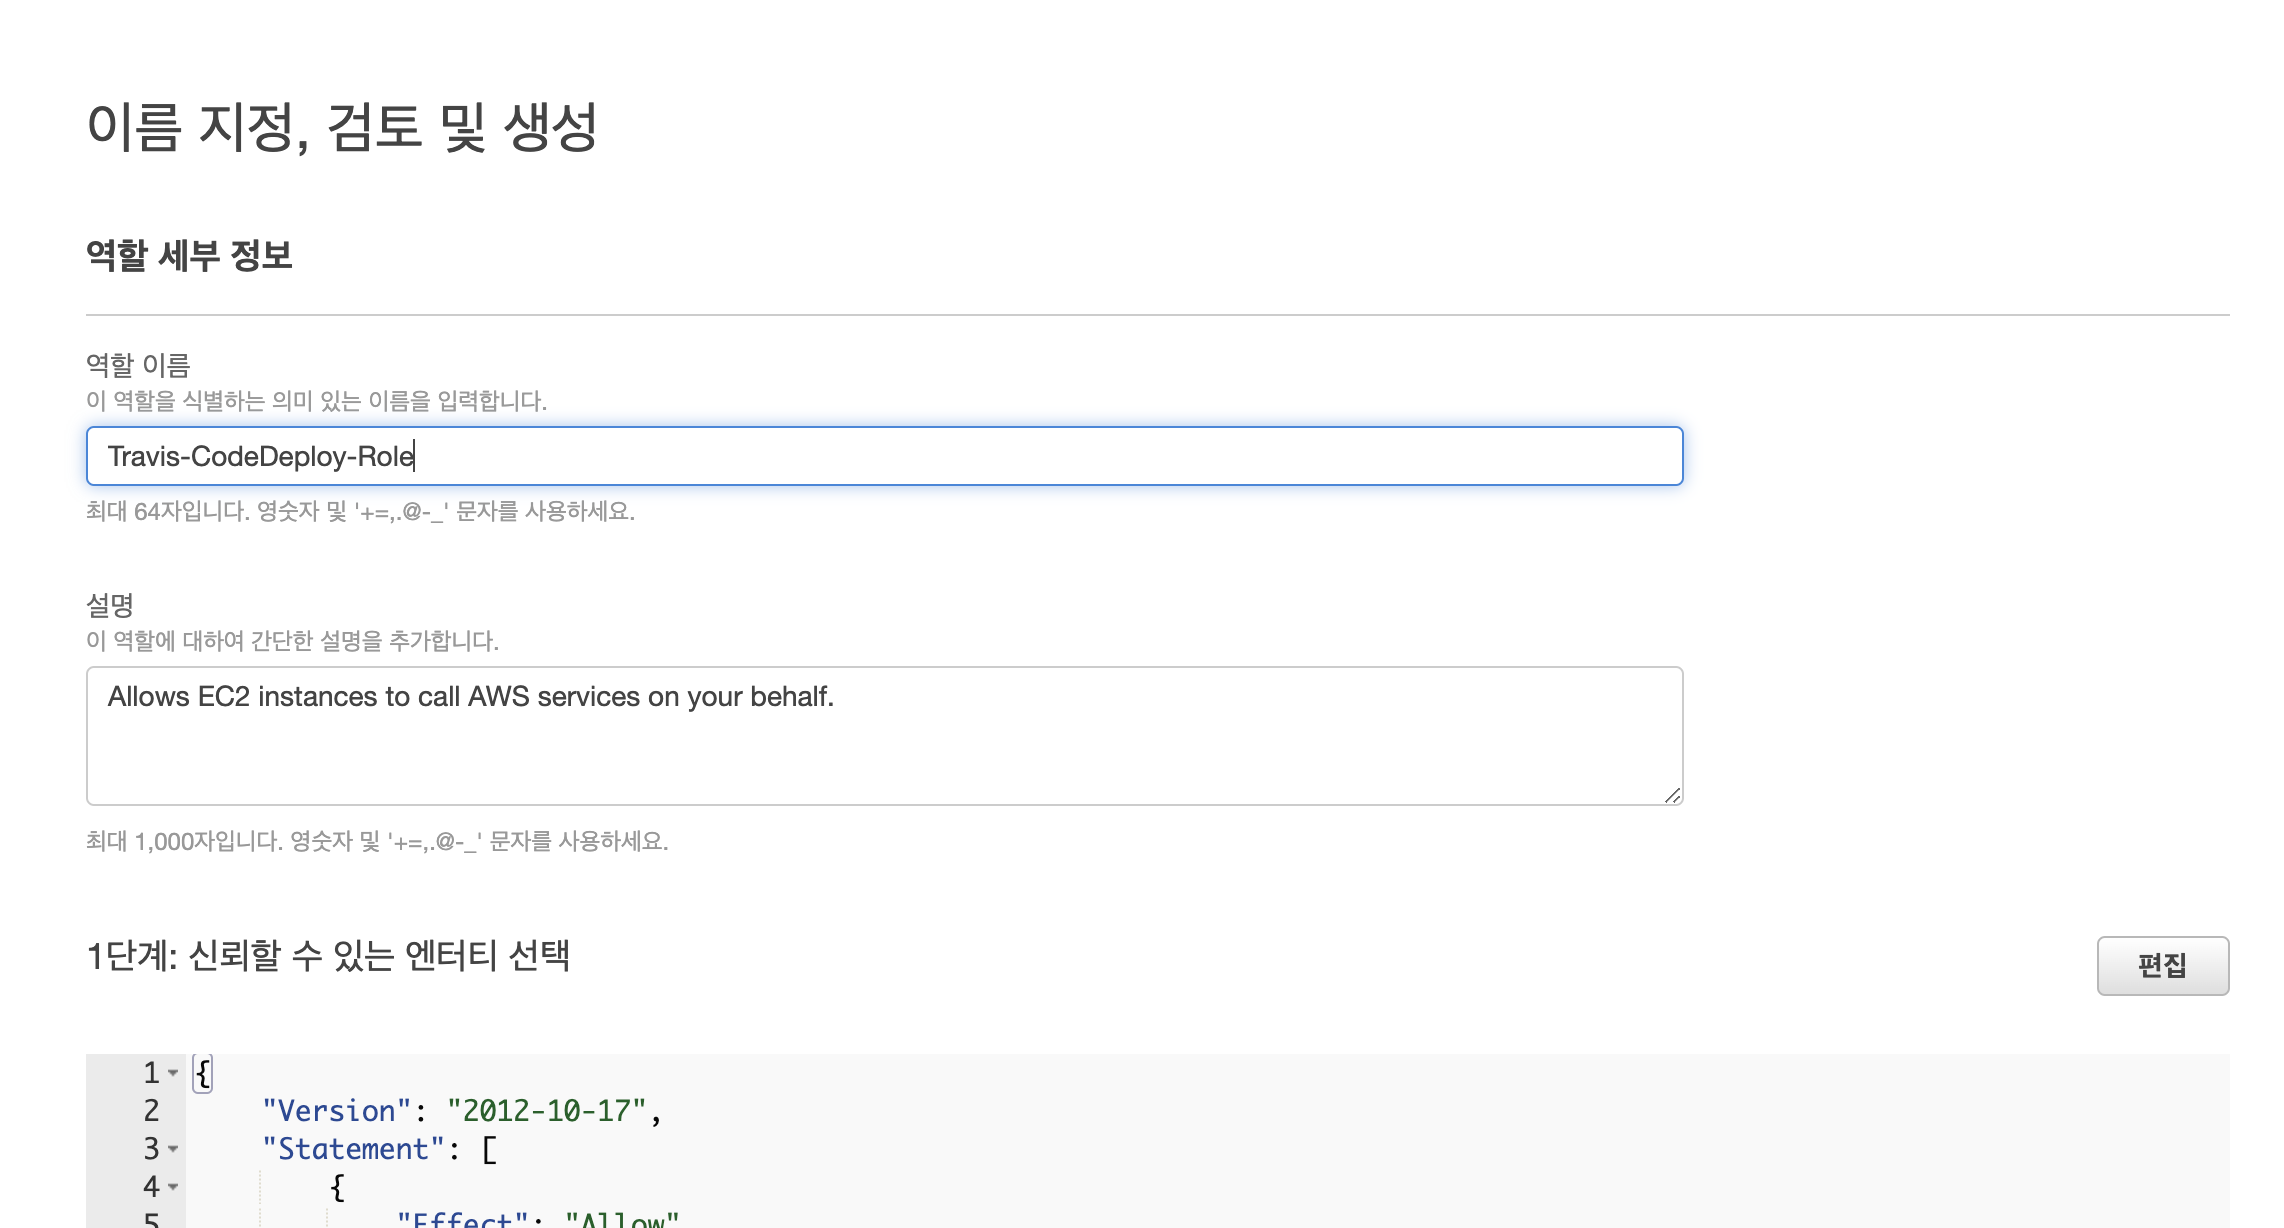 이름 지정, 검토 및 생성
역할 세부 정보
역할 이름
이 역할을 식별하는 의미 있는 이름을 입력합니다.
Travis-CodeDeploy-Role
최대 64자입니다. 영숫자 및 '+=,.@-_' 문자를 사용하세요.
설명
이 역할에 대하여 간단한 설명을 추가합니다.
Allows EC2 instances to call AWS services on your behalf.
최대 1,000자입니다. 영숫자 및 '+=,.@-_' 문자를 사용하세요.
1단계: 신뢰할 수 있는 엔터티 선택
편집
1 {
2 "Version": "2012-10-17",
3 "Statement": [
4 {
5 "Effect": "Allow"